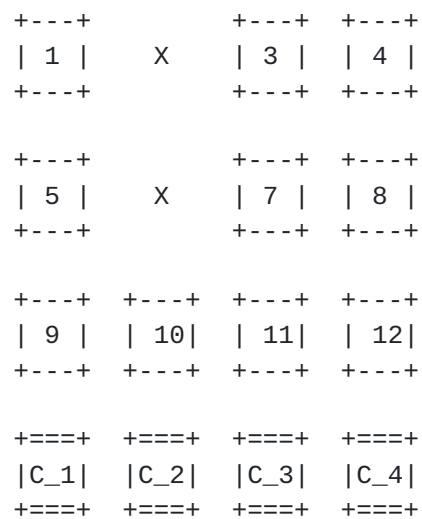 +---+         +---+  +---+
| 1 |    X    | 3 |  | 4 |
+---+         +---+  +---+
+---+         +---+  +---+
| 5 |    X    | 7 |  | 8 |
+---+         +---+  +---+
+---+  +---+  +---+  +---+
| 9 |  | 10|  | 11|  | 12|
+---+  +---+  +---+  +---+
+===+  +===+  +===+  +===+
|C_1|  |C_2|  |C_3|  |C_4|
+===+  +===+  +===+  +===+